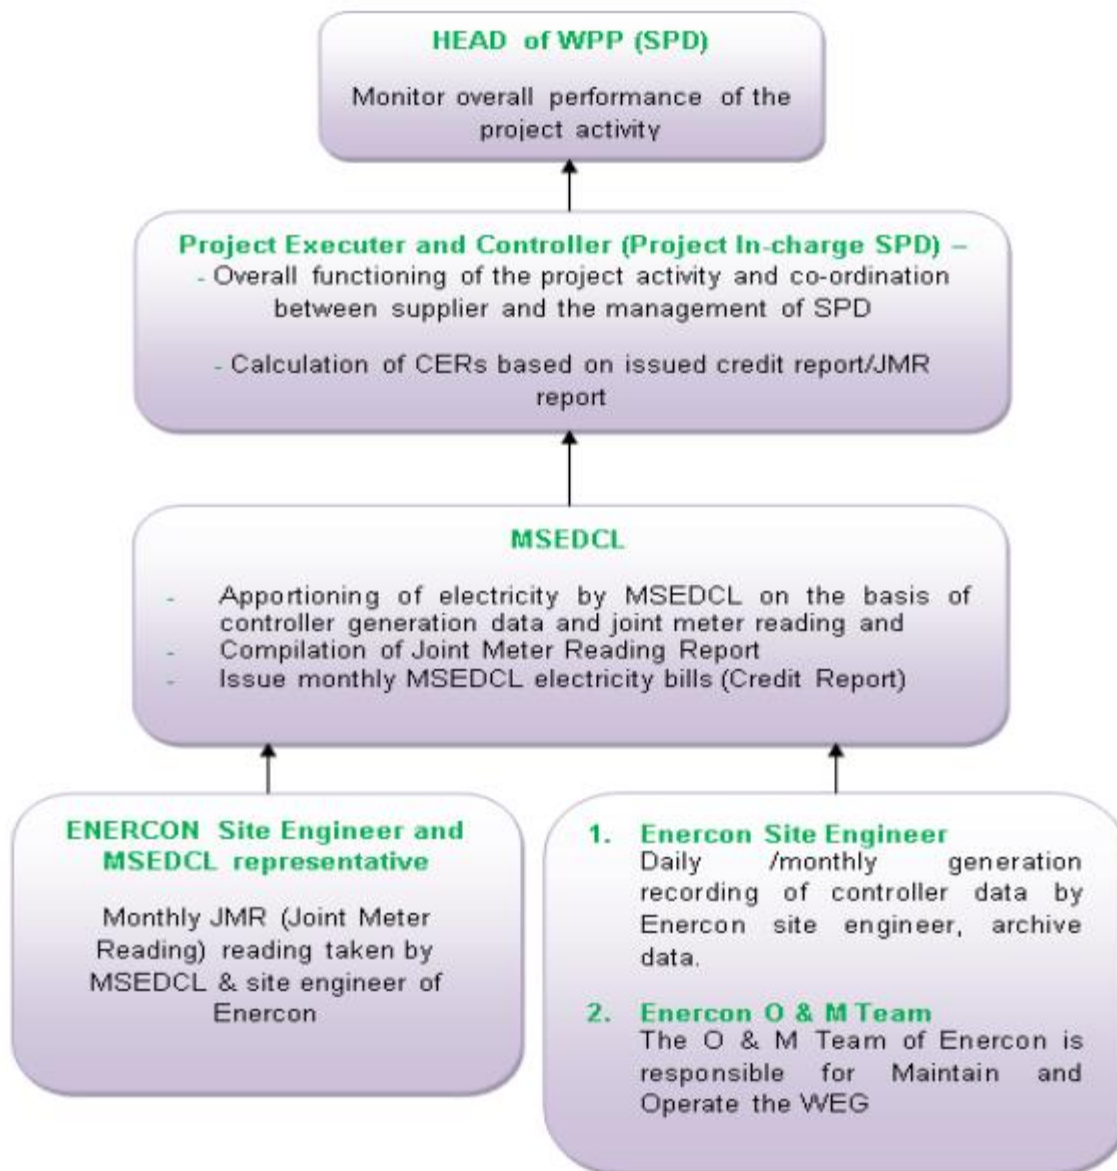 HEAD of WPP (SPD)
Monitor overall performance of the
project activity
Project Executer and Controller (Project In-charge SPD) –
- Overall functioning of the project activity and co-ordination
between supplier and the management of SPD
- Calculation of CERs based on issued credit report/JMR
report
MSEDCL
- Apportioning of electricity by MSEDCL on the basis of
controller generation data and joint meter reading and
- Compilation of Joint Meter Reading Report
- Issue monthly MSEDCL electricity bills (Credit Report)
ENERCON Site Engineer and
MSEDCL representative
Monthly JMR (Joint Meter
Reading) reading taken by
MSEDCL & site engineer of
Enercon
1. Enercon Site Engineer
Daily /monthly generation
recording of controller data by
Enercon site engineer, archive
data.
2. Enercon O & M Team
The O & M Team of Enercon is
responsible for Maintain and
Operate the WEG